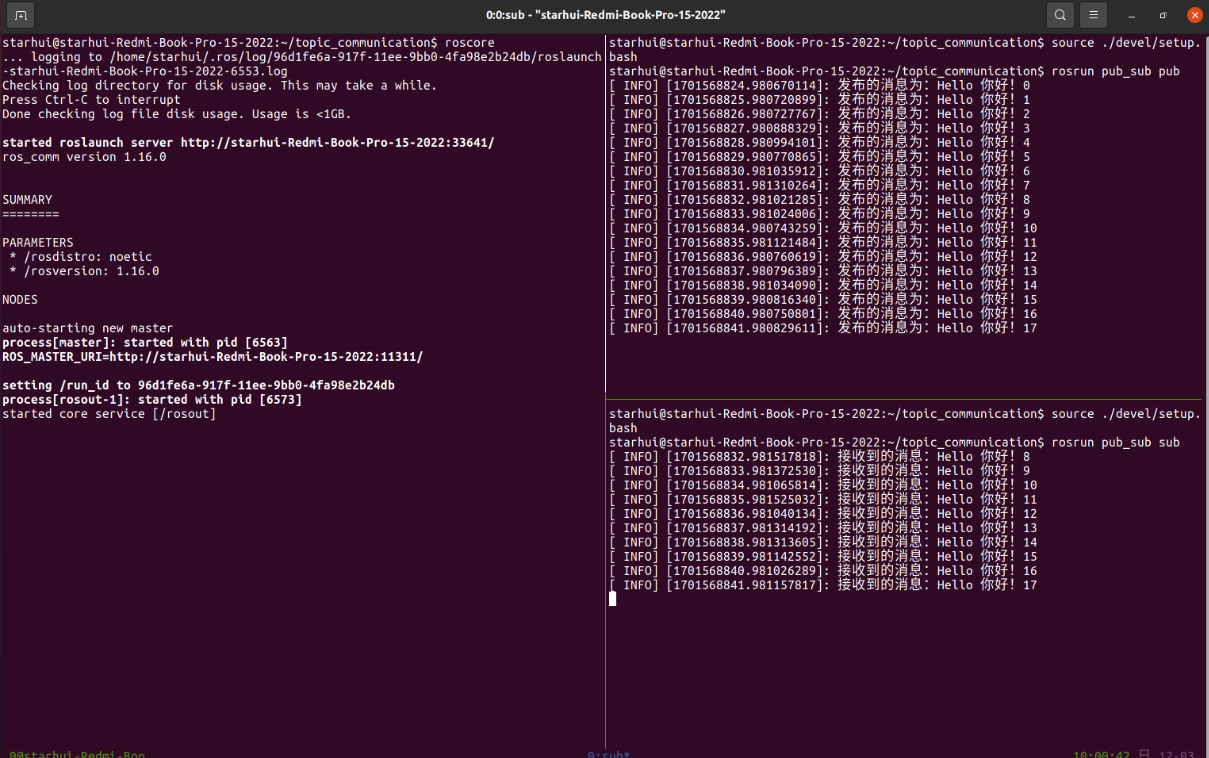 0:0:sub - "starhui-Redmi-Book-Pro-15-2022"
starhui@starhui-Redmi-Book-Pro-15-2022:~/topic_communication$ roscore
... logging to /home/starhui/.ros/log/96d1fe6a-917f-11ee-9bb0-4fa98e2b24db/roslaunch
-starhui-Redmi-Book-Pro-15-2022-6553.log
Checking log directory for disk usage. This may take a while.
Press Ctrl-C to interrupt
Done checking log file disk usage. Usage is <1GB.
started roslaunch server http://starhui-Redmi-Book-Pro-15-2022:33641/
ros_comm version 1.16.0
SUMMARY
========
PARAMETERS
* /rosdistro: noetic
* /rosversion: 1.16.0
NODES
auto-starting new master
process[master]: started with pid [6563]
ROS_MASTER_URI=http://starhui-Redmi-Book-Pro-15-2022:11311/
setting /run_id to 96d1fe6a-917f-11ee-9bb0-4fa98e2b24db
process[rosout-1]: started with pid [6573]
started core service [/rosout]
starhui@starhui-Redmi-Book-Pro-15-2022:~/topic_communication$ source ./devel/setup.
bash
starhui@starhui-Redmi-Book-Pro-15-2022:~/topic_communication$ rosrun pub_sub pub
[ INFO] [1701568824.980670114]: 发布的消息为：Hello 你好！0
[ INFO] [1701568825.980720899]: 发布的消息为：Hello 你好！1
[ INFO] [1701568826.980727767]: 发布的消息为：Hello 你好！2
[ INFO] [1701568827.980888329]: 发布的消息为：Hello 你好！3
[ INFO] [1701568828.980994101]: 发布的消息为：Hello 你好！4
[ INFO] [1701568829.980770865]: 发布的消息为：Hello 你好！5
[ INFO] [1701568830.981035912]: 发布的消息为：Hello 你好！6
[ INFO] [1701568831.981310264]: 发布的消息为：Hello 你好！7
[ INFO] [1701568832.981021285]: 发布的消息为：Hello 你好！8
[ INFO] [1701568833.981024006]: 发布的消息为：Hello 你好！9
[ INFO] [1701568834.980743259]: 发布的消息为：Hello 你好！10
[ INFO] [1701568835.981121484]: 发布的消息为：Hello 你好！11
[ INFO] [1701568836.980760619]: 发布的消息为：Hello 你好！12
[ INFO] [1701568837.980796389]: 发布的消息为：Hello 你好！13
[ INFO] [1701568838.981034090]: 发布的消息为：Hello 你好！14
[ INFO] [1701568839.980816340]: 发布的消息为：Hello 你好！15
[ INFO] [1701568840.980750801]: 发布的消息为：Hello 你好！16
[ INFO] [1701568841.980829611]: 发布的消息为：Hello 你好！17
starhui@starhui-Redmi-Book-Pro-15-2022:~/topic_communication$ source ./devel/setup.
bash
starhui@starhui-Redmi-Book-Pro-15-2022:~/topic_communication$ rosrun pub_sub sub
[ INFO] [1701568832.981517818]: 接收到的消息：Hello 你好！8
[ INFO] [1701568833.981372530]: 接收到的消息：Hello 你好！9
[ INFO] [1701568834.981065814]: 接收到的消息：Hello 你好！10
[ INFO] [1701568835.981525032]: 接收到的消息：Hello 你好！11
[ INFO] [1701568836.981040134]: 接收到的消息：Hello 你好！12
[ INFO] [1701568837.981314192]: 接收到的消息：Hello 你好！13
[ INFO] [1701568838.981313605]: 接收到的消息：Hello 你好！14
[ INFO] [1701568839.981142552]: 接收到的消息：Hello 你好！15
[ INFO] [1701568840.981026289]: 接收到的消息：Hello 你好！16
[ INFO] [1701568841.981157817]: 接收到的消息：Hello 你好！17
0@starhui-Redmi-Boo 0:sub* 10:00:42 日 12-03